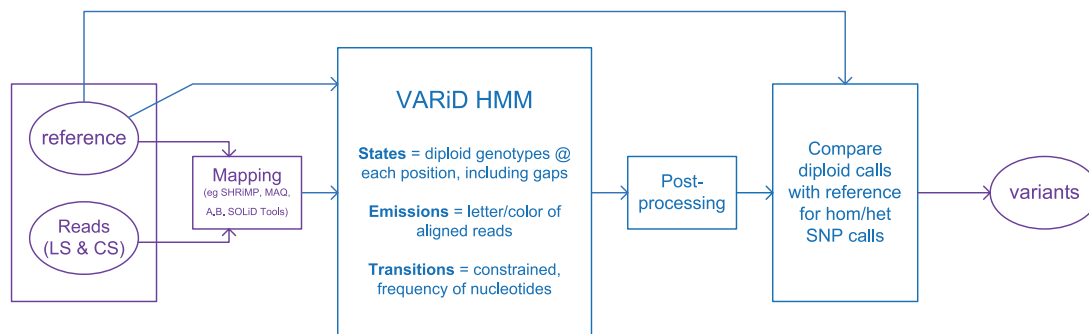 reference
Reads
(LS & CS)
Mapping
(eg SHRiMP, MAQ,
A.B. SOLiD Tools)
VARiD HMM
States = diploid genotypes @
each position, including gaps
Emissions = letter/color of
aligned reads
Transitions = constrained,
frequency of nucleotides
Post-
processing
Compare
diploid calls
with reference
for hom/het
SNP calls
variants